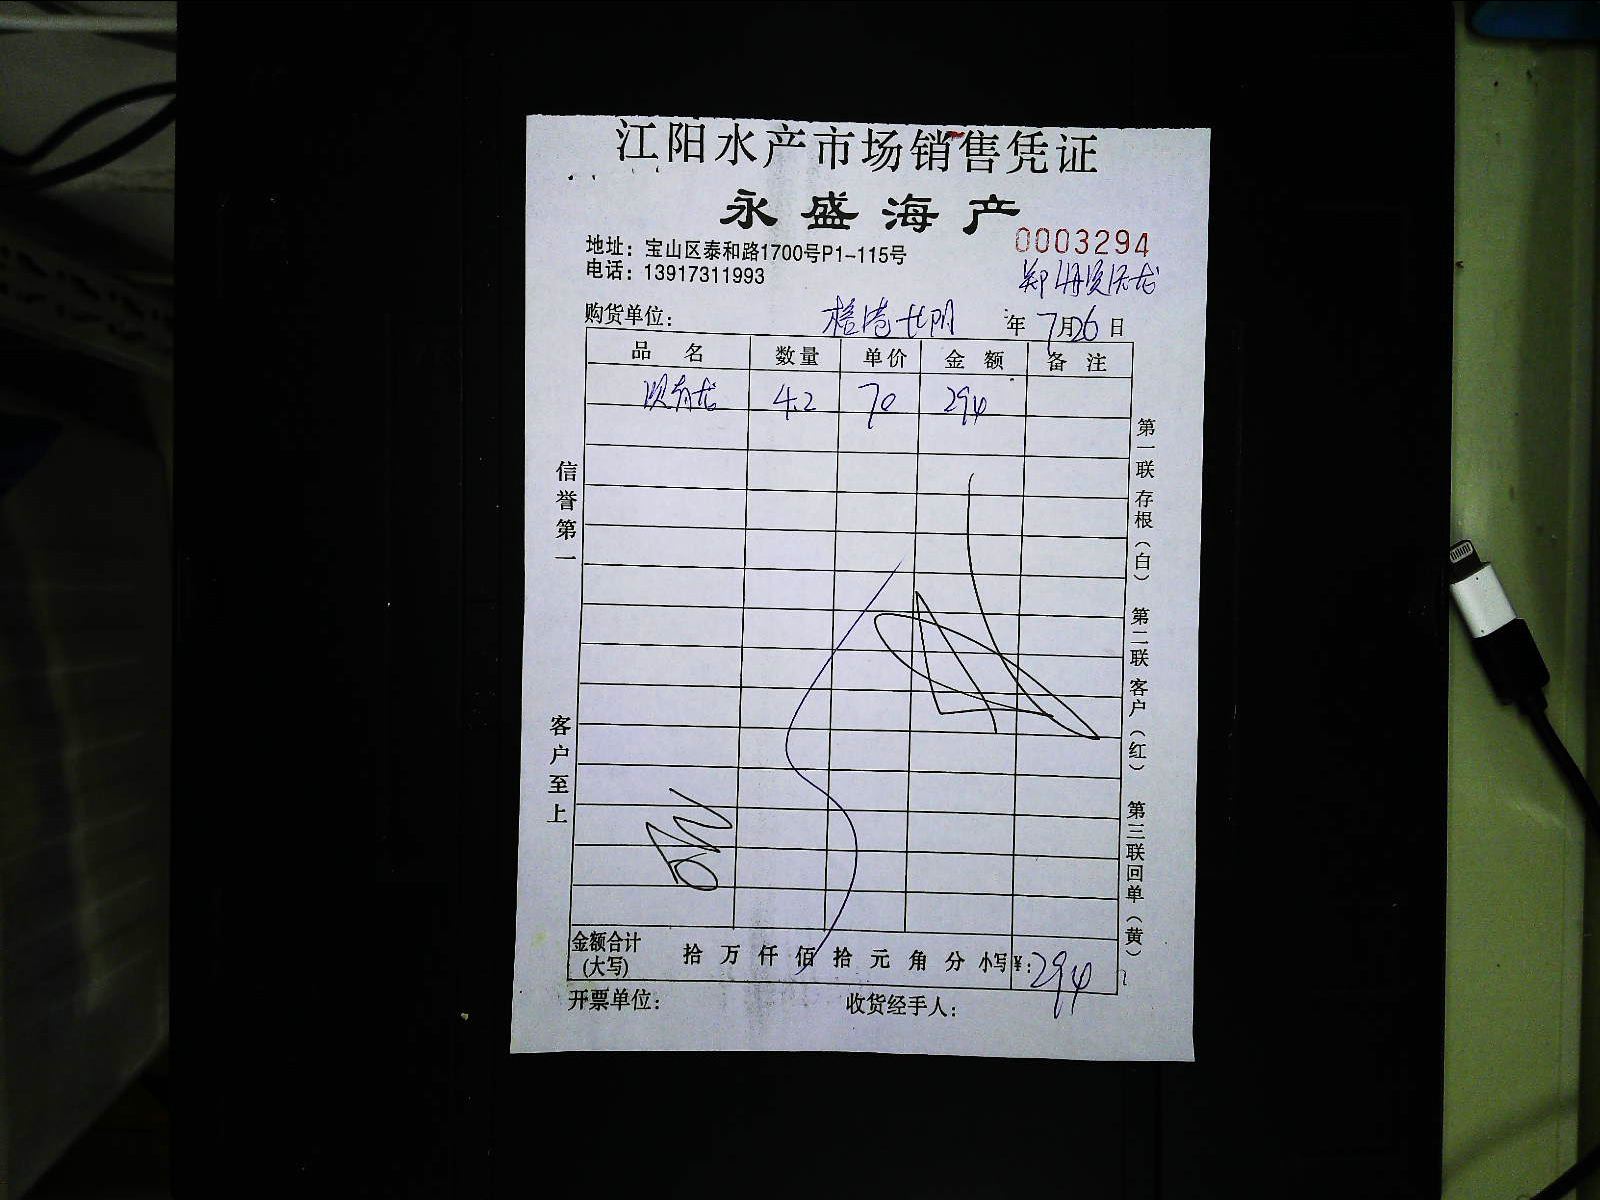 江阳水产市场销售凭证
永盛海产
0003294
地址：宝山区泰和路1700号P1-115号
电话：13917311993
购货单位： 年 7月26日
品 名 数量 单价 金 额 备 注
4.2 70 294
信誉第一
客户至上
第一联 存根（白） 第二联 客户（红） 第三联 回单（黄）
金额合计 拾 万 仟 佰 拾 元 角 分 小写¥：294
(大写)
开票单位： 收货经手人：